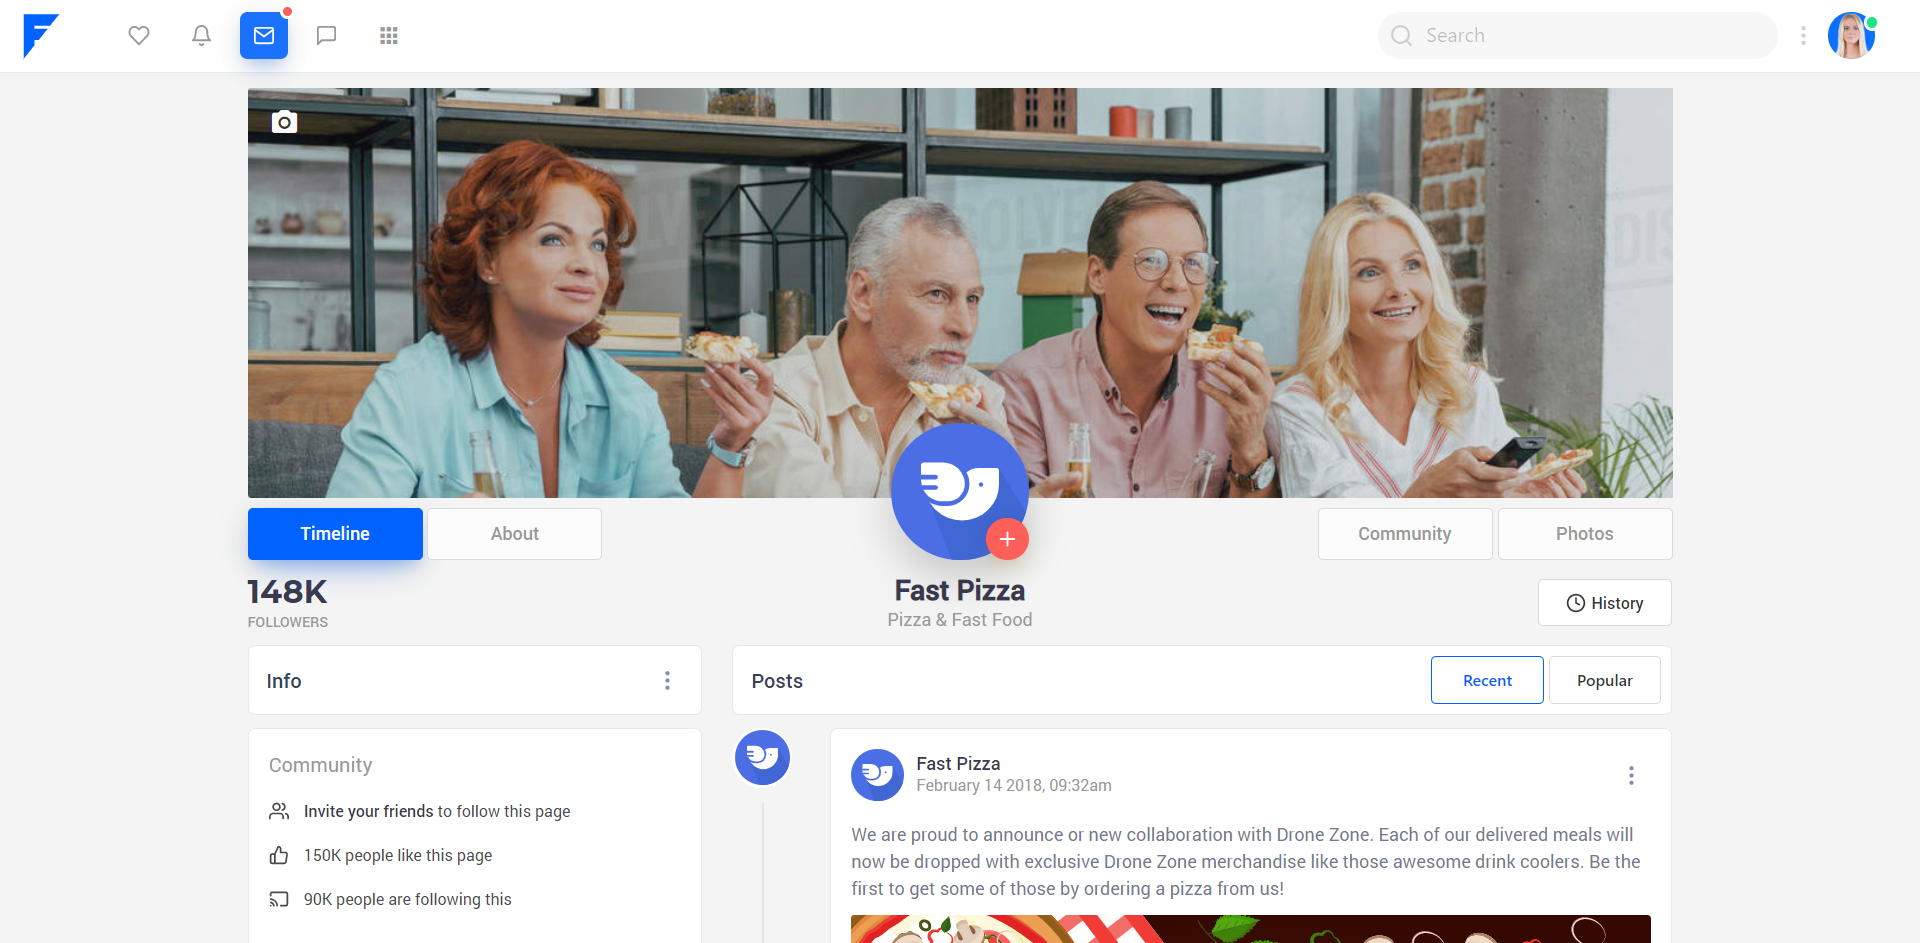 Search
Timeline
About
Community
Photos
148K
FOLLOWERS
Fast Pizza
Pizza & Fast Food
History
Info
Posts
Recent
Popular
Community
Invite your friends to follow this page
150K people like this page
90K people are following this
Fast Pizza
February 14 2018, 09:32am
We are proud to announce or new collaboration with Drone Zone. Each of our delivered meals will
now be dropped with exclusive Drone Zone merchandise like those awesome drink coolers. Be the
first to get some of those by ordering a pizza from us!